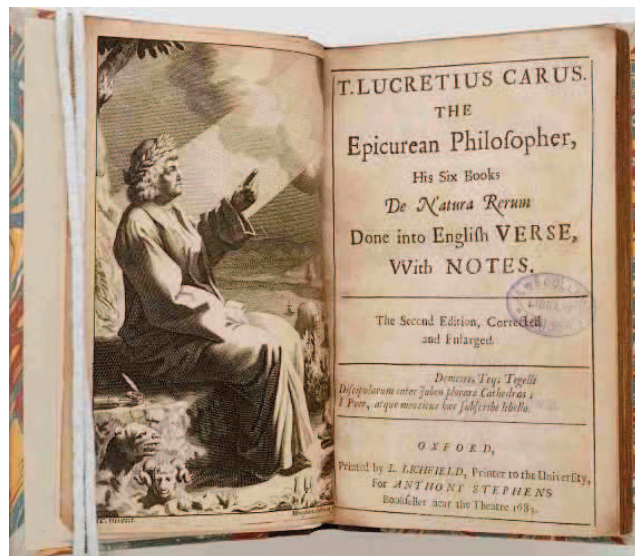 T. LUCRETIUS CARUS.
THE
Epicurean Philoſopher,
His Six Books
De Natura Rerum
Done into Engliſh VERSE,
VVith NOTES.
The Second Edition, Corrected
and Enlarged.
Demetri, Teq; Tigelli
Diſcipularum inter Jubeo plorare Cathedras;
I Puer, atque meo citus hæc ſubſcribe libello.
OXFORD,
Printed by L. LICHFIELD, Printer to the Univerſity,
For ANTHONY STEPHENS
Bookſeller near the Theatre 1683.